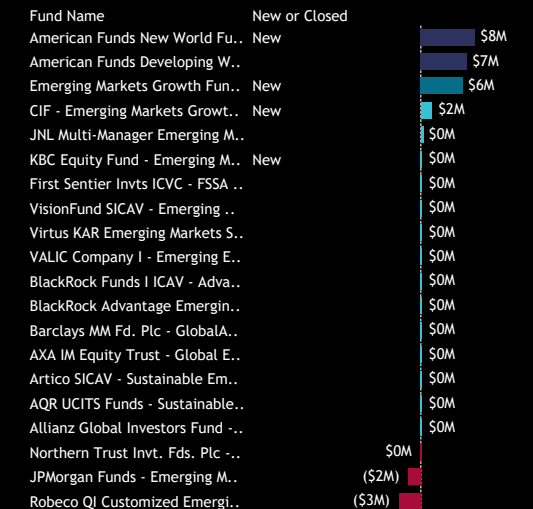 Fund Name New or Closed
American Funds New World Fu.. New $8M
American Funds Developing W.. $7M
Emerging Markets Growth Fun.. New $6M
CIF - Emerging Markets Growt.. New $2M
JNL Multi-Manager Emerging M.. $0M
KBC Equity Fund - Emerging M.. New $0M
First Sentier Invts ICVC - FSSA .. $0M
VisionFund SICAV - Emerging .. $0M
Virtus KAR Emerging Markets S.. $0M
VALIC Company I - Emerging E.. $0M
BlackRock Funds I ICAV - Adva.. $0M
BlackRock Advantage Emergin.. $0M
Barclays MM Fd. Plc - GlobalA.. $0M
AXA IM Equity Trust - Global E.. $0M
Artico SICAV - Sustainable Em.. $0M
AQR UCITS Funds - Sustainable.. $0M
Allianz Global Investors Fund -.. $0M
Northern Trust Invt. Fds. Plc -.. $0M
JPMorgan Funds - Emerging M.. ($2M)
Robeco QI Customized Emergi.. ($3M)